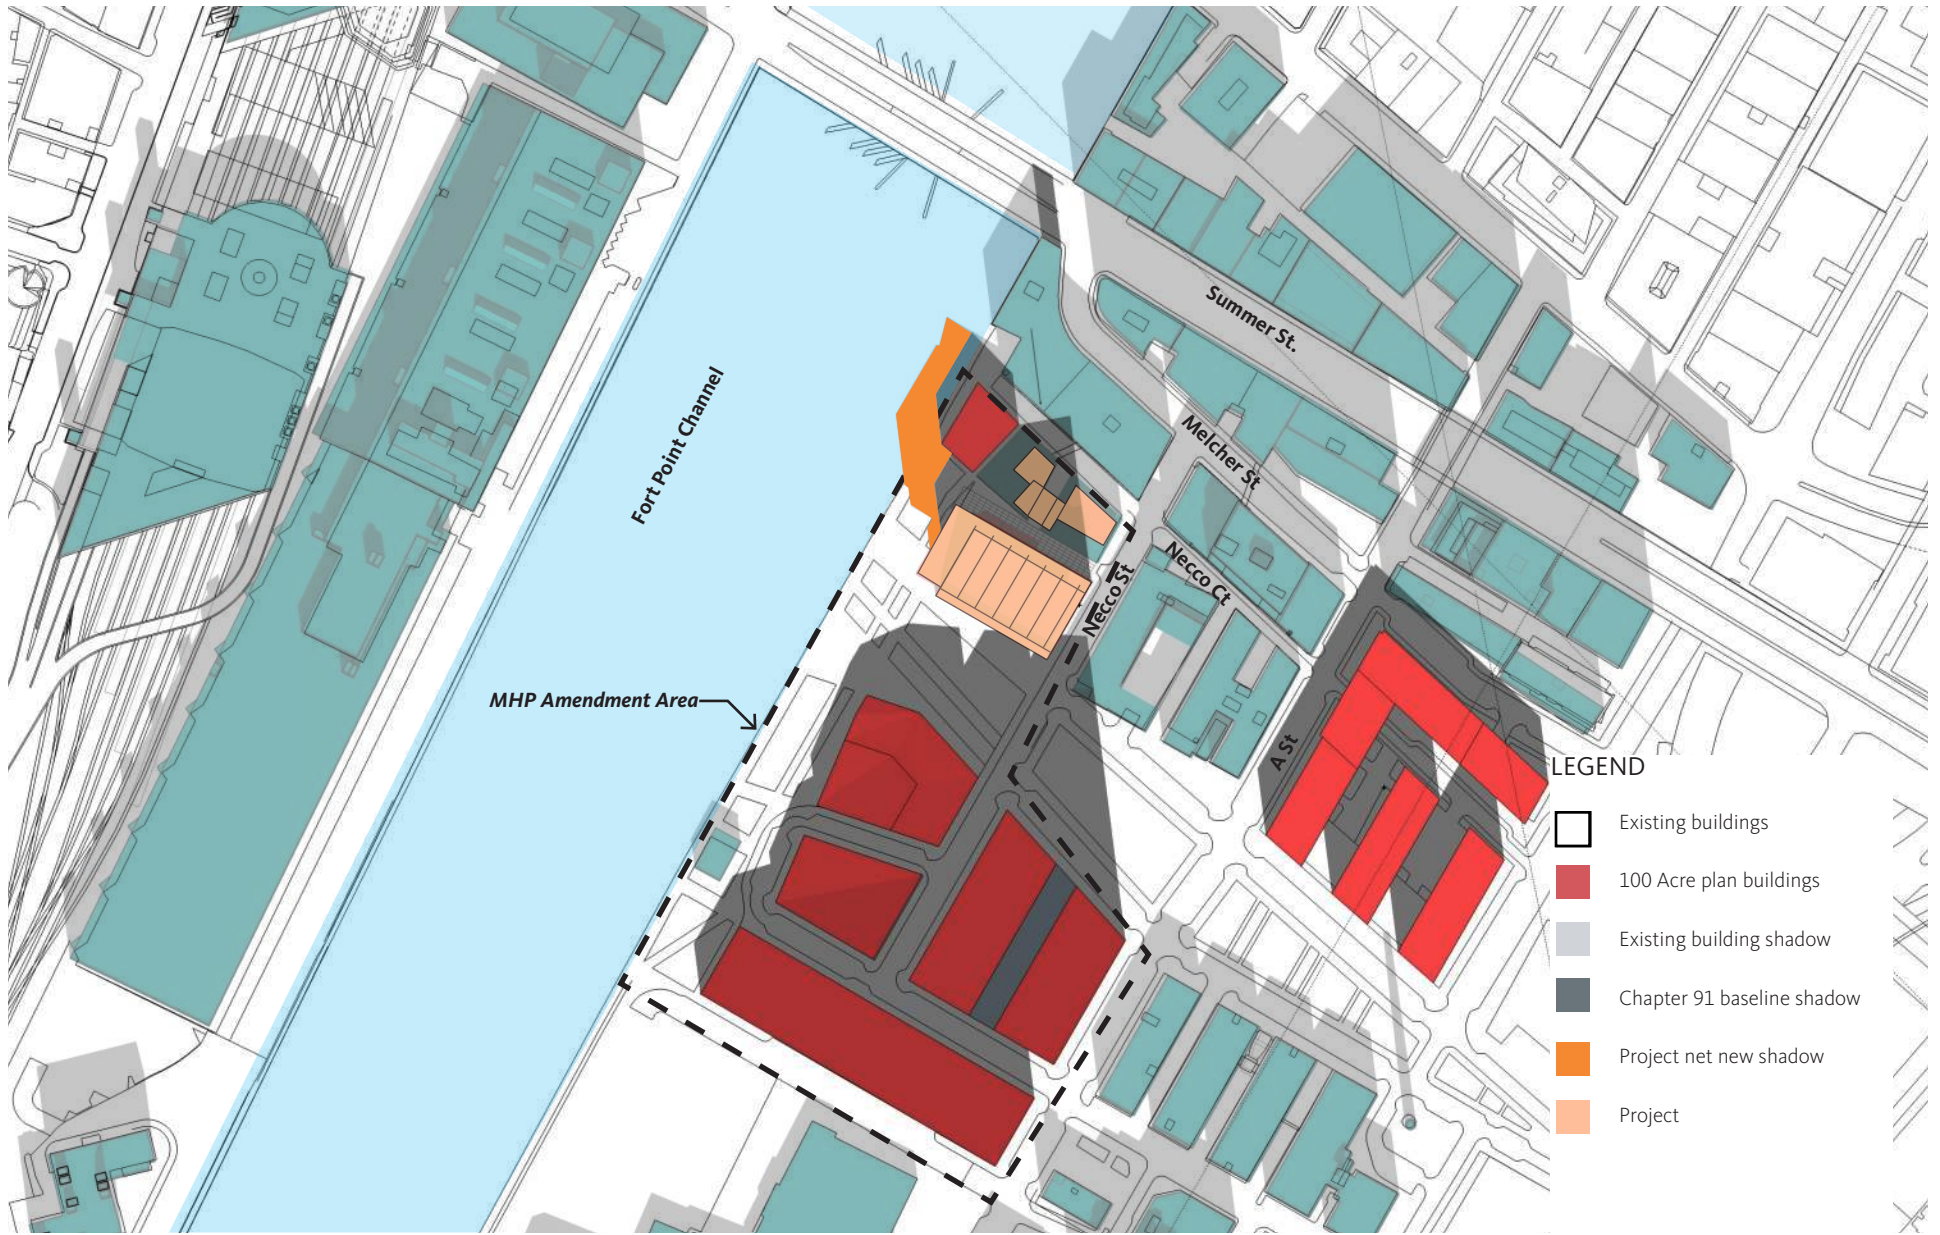 Summer St.
Fort Point Channel
Melcher St
Necco Ct
Necco St
MHP Amendment Area
A St
LEGEND
Existing buildings
100 Acre plan buildings
Existing building shadow
Chapter 91 baseline shadow
Project net new shadow
Project